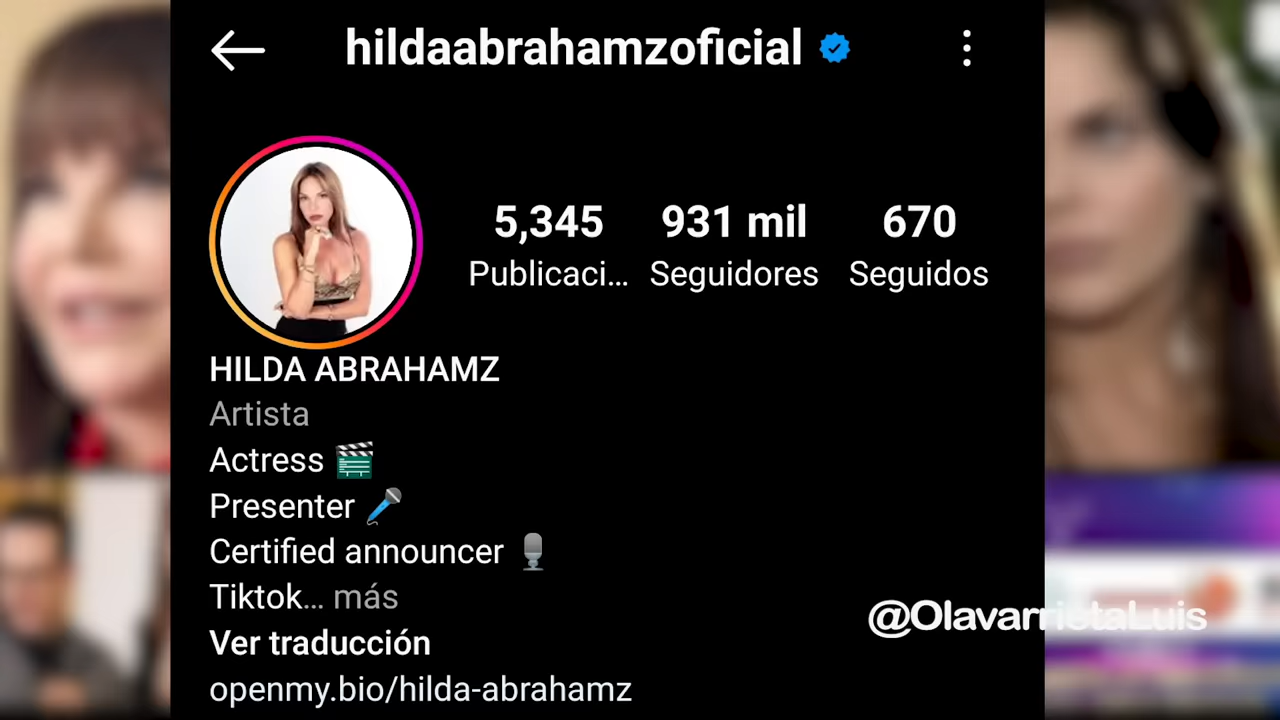 hildaabrahamzoficial
5,345 931 mil 670
Publicaci... Seguidores Seguidos
HILDA ABRAHAMZ
Artista
Actress 🎬
Presenter 🎤
Certified announcer 🎙
Tiktok... más
@OlavarrietaLuis
Ver traducción
openmy.bio/hilda-abrahamz